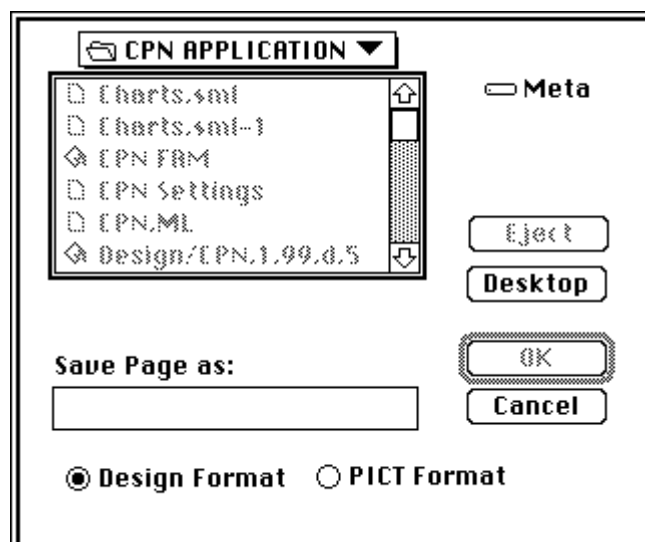 CPN APPLICATION
Charts.sml
Charts.sml-1
CPN FAM
CPN Settings
CPN.ML
Design/CPN.1.99.d.5
Meta
Eject
Desktop
Save Page as:
OK
Cancel
Design Format
PICT Format